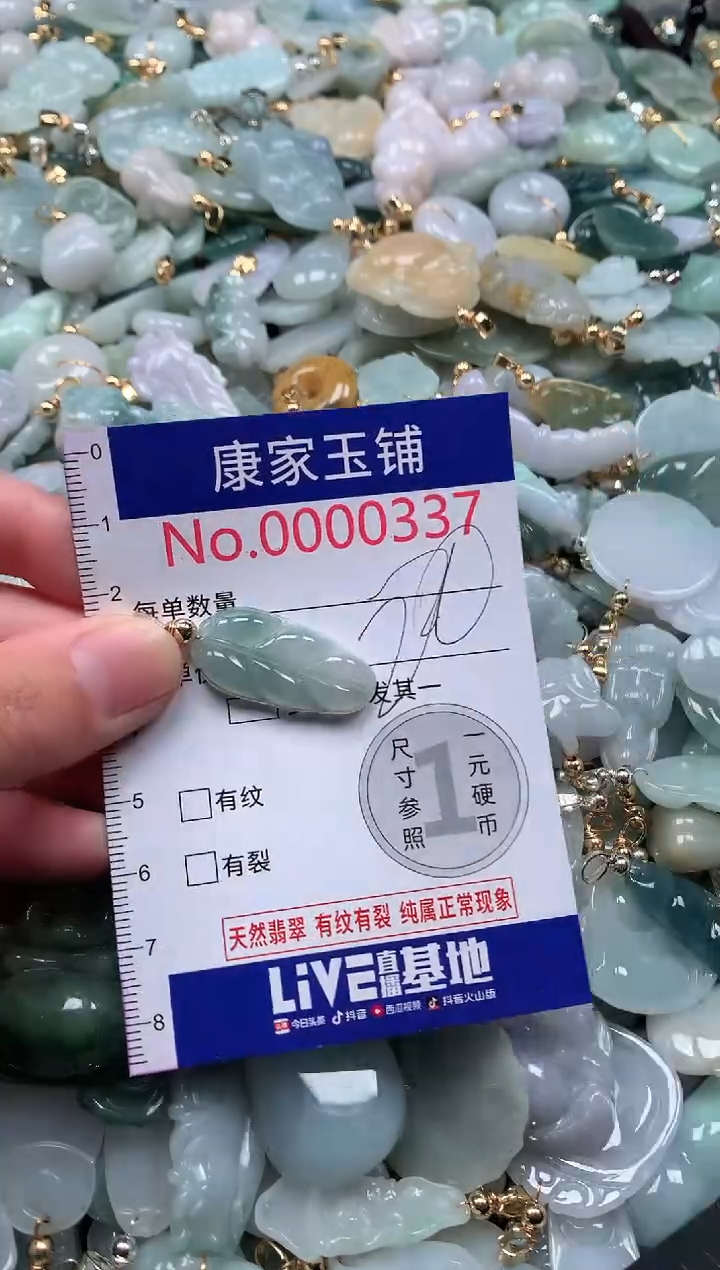 0
康家玉铺
1
No.0000337
2
每单数量
发其一
尺寸参照
1
一元硬币
5
有纹
6
有裂
天然翡翠 有纹有裂 纯属正常现象
7
LiVE直播基地
8
今日头条 抖音 西瓜视频 抖音火山版